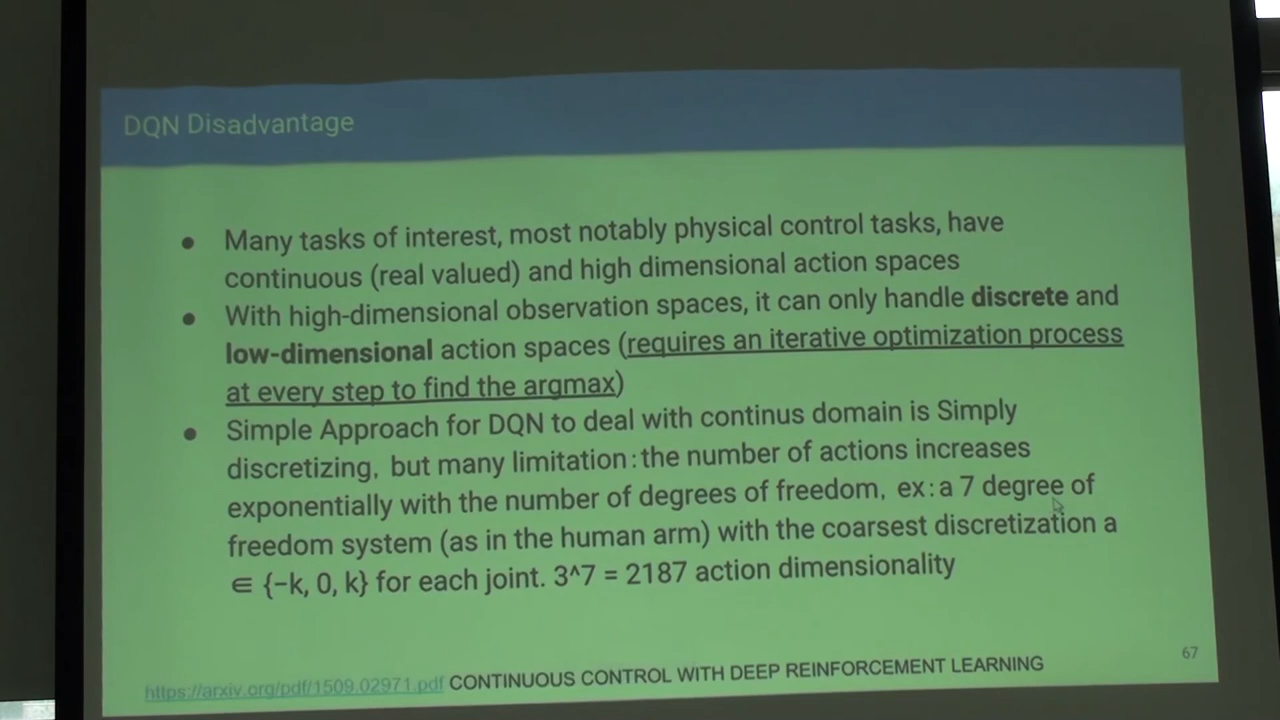 DQN Disadvantage
● Many tasks of interest, most notably physical control tasks, have
continuous (real valued) and high dimensional action spaces
● With high-dimensional observation spaces, it can only handle discrete and
low-dimensional action spaces (requires an iterative optimization process
at every step to find the argmax)
● Simple Approach for DQN to deal with continus domain is Simply
discretizing, but many limitation:the number of actions increases
exponentially with the number of degrees of freedom, ex:a 7 degree of
freedom system (as in the human arm) with the coarsest discretization a
∈ {−k, 0, k} for each joint. 3^7 = 2187 action dimensionality
67
https://arxiv.org/pdf/1509.02971.pdf CONTINUOUS CONTROL WITH DEEP REINFORCEMENT LEARNING